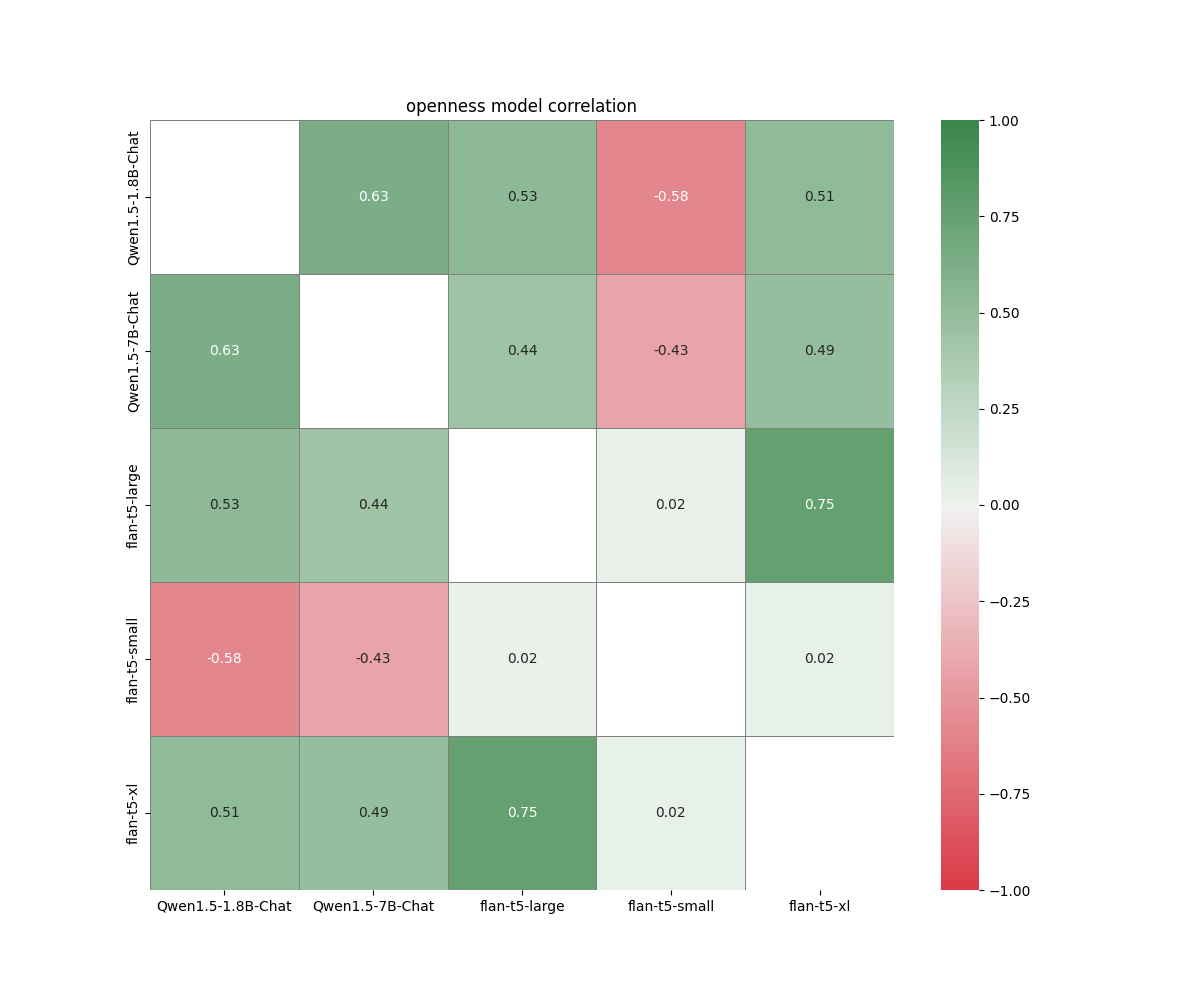 openness model correlation
Qwen1.5-1.8B-Chat
0.63
0.53
-0.58
0.51
Qwen1.5-7B-Chat
0.63
0.44
-0.43
0.49
flan-t5-large
0.53
0.44
0.02
0.75
flan-t5-small
-0.58
-0.43
0.02
0.02
flan-t5-xl
0.51
0.49
0.75
0.02
Qwen1.5-1.8B-Chat
Qwen1.5-7B-Chat
flan-t5-large
flan-t5-small
flan-t5-xl
1.00
0.75
0.50
0.25
0.00
−0.25
−0.50
−0.75
−1.00